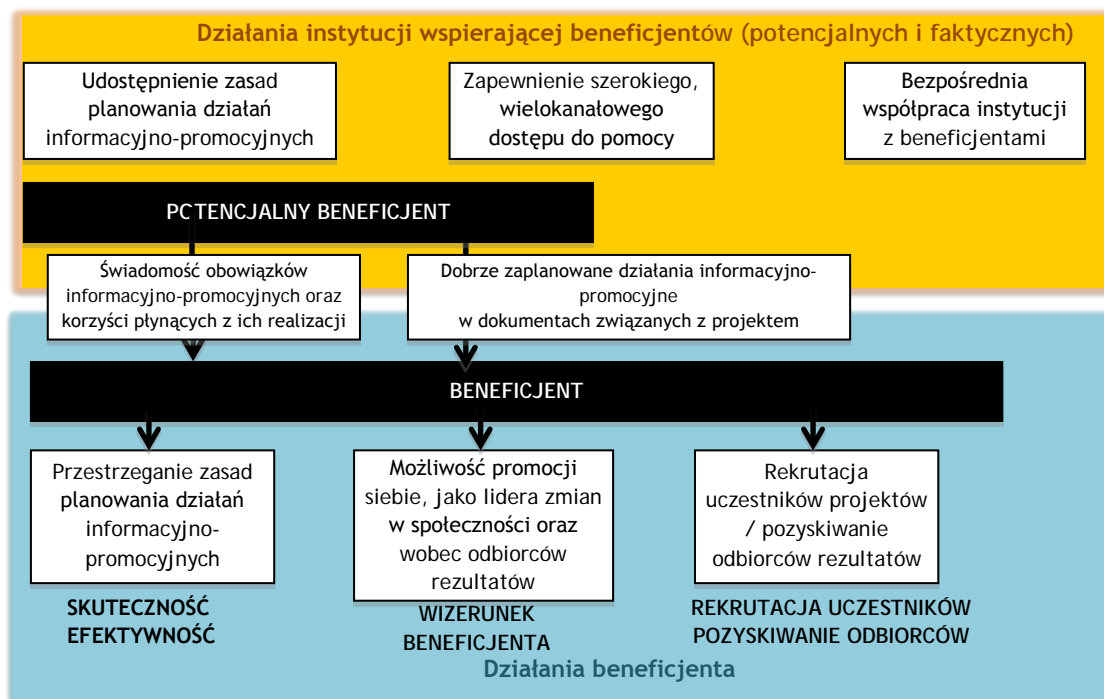 Działania instytucji wspierającej beneficjentów (potencjalnych i faktycznych)
Udostępnienie zasad
planowania działań
informacyjno-promocyjnych
Zapewnienie szerokiego,
wielokanałowego
dostępu do pomocy
Bezpośrednia
współpraca instytucji
z beneficjentami
POTENCJALNY BENEFICJENT
Świadomość obowiązków
informacyjno-promocyjnych oraz
korzyści płynących z ich realizacji
Dobrze zaplanowane działania informacyjno-
promocyjne
w dokumentach związanych z projektem
BENEFICJENT
Przestrzeganie zasad
planowania działań
informacyjno-
promocyjnych
Możliwość promocji
siebie, jako lidera zmian
w społeczności oraz
wobec odbiorców
rezultatów
Rekrutacja
uczestników projektów
/ pozyskiwanie
odbiorców rezultatów
SKUTECZNOŚĆ
EFEKTYWNOŚĆ
WIZERUNEK
BENEFICJENTA
REKRUTACJA UCZESTNIKÓW
POZYSKIWANIE ODBIORCÓW
Działania beneficjenta